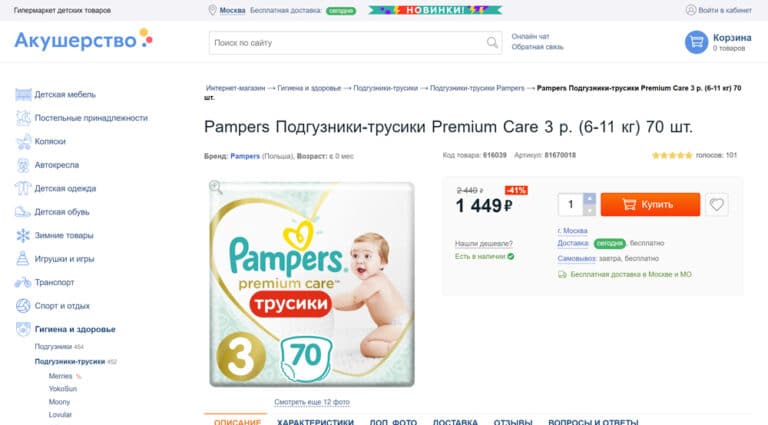 Гипермаркет детских товаров
Москва Бесплатная доставка: сегодня
НОВИНКИ!
Войти в кабинет
Акушерство
Поиск по сайту
Онлайн чат
Обратная связь
Корзина
0 товаров
Интернет-магазин → Гигиена и здоровье → Подгузники-трусики → Подгузники-трусики Pampers → Pampers Подгузники-трусики Premium Care 3 р. (6-11 кг) 70
шт.
Детская мебель
Постельные принадлежности
Коляски
Автокресла
Детская одежда
Детская обувь
Зимние товары
Игрушки и игры
Транспорт
Спорт и отдых
Гигиена и здоровье
Подгузники 454
Подгузники-трусики 452
Merries %
YokoSun
Moony
Lovular
Pampers Подгузники-трусики Premium Care 3 р. (6-11 кг) 70 шт.
Бренд: Pampers (Польша), Возраст: с 0 мес
Код товара: 616039 Артикул: 81670018
голосов: 101
Pampers
premium care™
трусики
3
70
Смотреть еще 12 фото
2 449 ₽
-41%
1 449 ₽
1
Купить
Нашли дешевле?
Есть в наличии
г. Москва
Доставка: сегодня, бесплатно
Самовывоз: завтра, бесплатно
Бесплатная доставка в Москве и МО
ОПИСАНИЕ ХАРАКТЕРИСТИКИ ДОП. ФОТО ДОСТАВКА ОТЗЫВЫ ВОПРОСЫ И ОТВЕТЫ